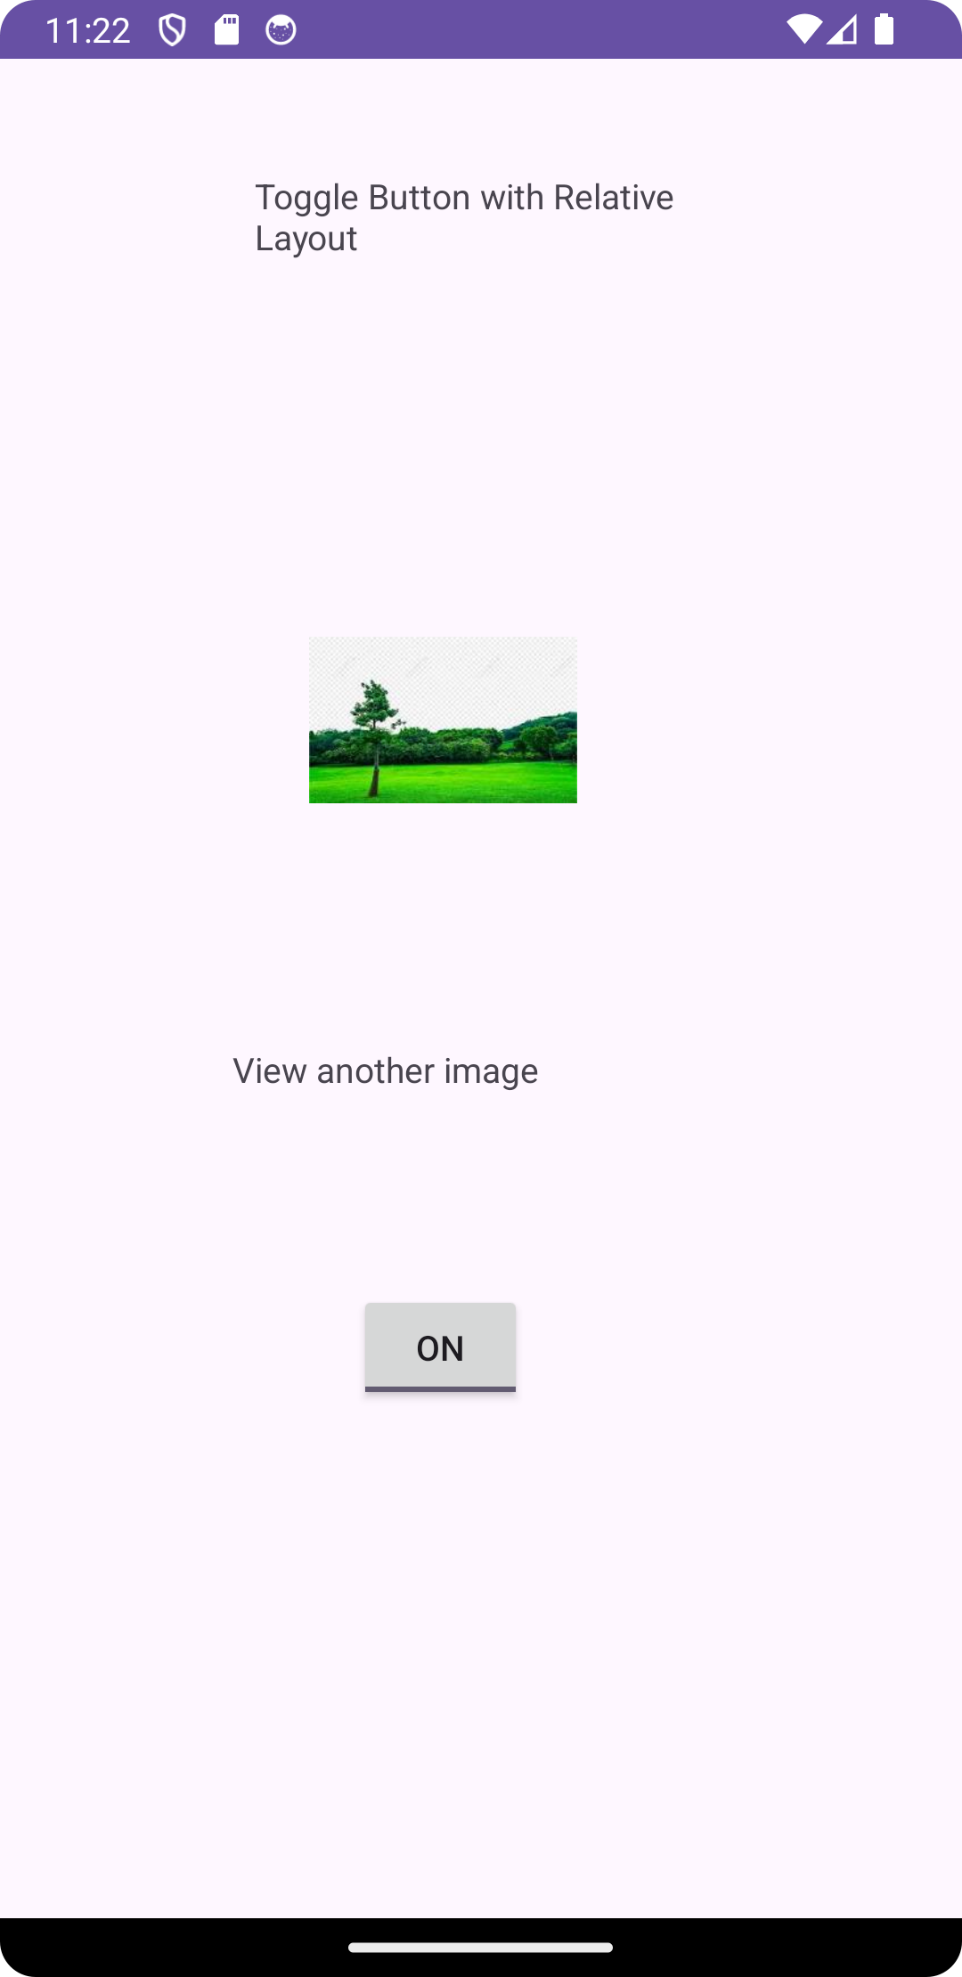 11:22
Toggle Button with Relative
Layout
View another image
ON